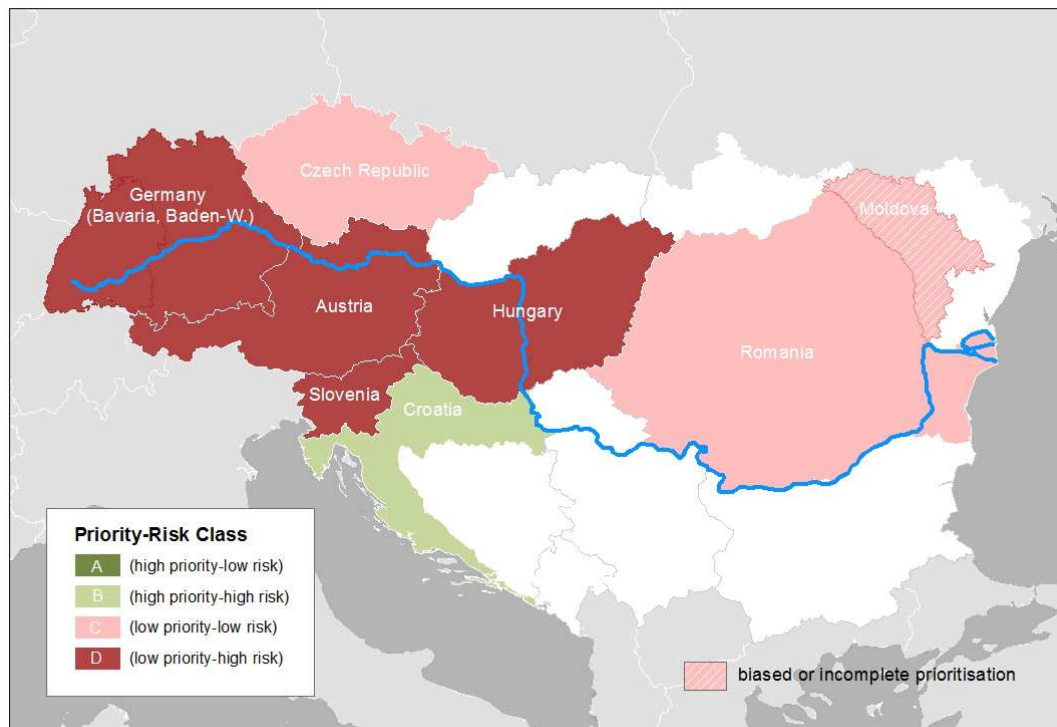 Czech Republic
Germany
(Bavaria, Baden-W.)
Moldova
Austria
Hungary
Romania
Slovenia
Croatia
Priority-Risk Class
A (high priority-low risk)
B (high priority-high risk)
C (low priority-low risk)
D (low priority-high risk)
biased or incomplete prioritisation